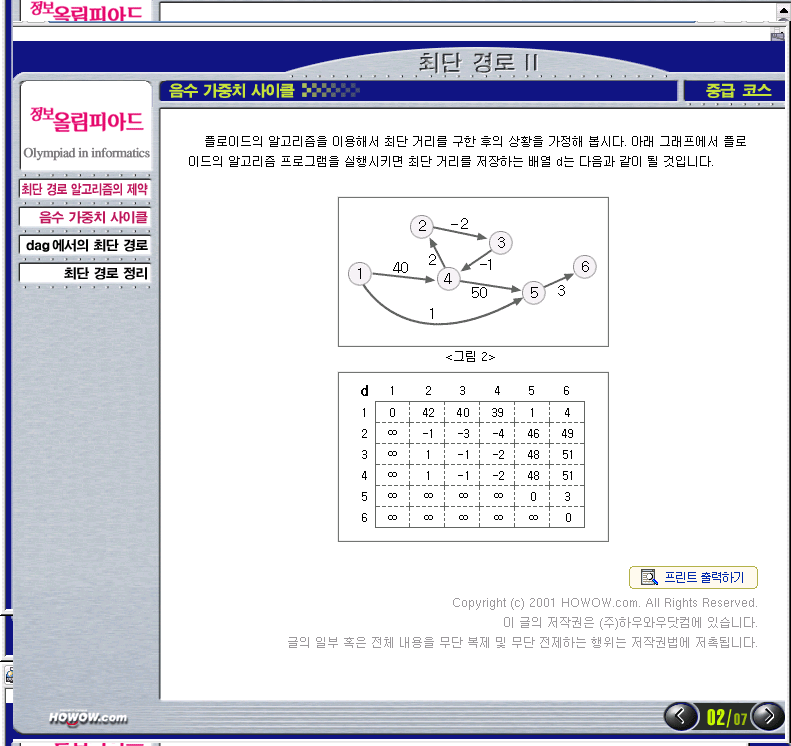 정보올림피아드
최단 경로 II
음수 가중치 사이클
중급 코스
정보올림피아드
Olympiad in informatics
최단 경로 알고리즘의 제약
음수 가중치 사이클
dag에서의 최단 경로
최단 경로 정리
플로이드의 알고리즘을 이용해서 최단 거리를 구한 후의 상황을 가정해 봅시다. 아래 그래프에서 플로
이드의 알고리즘 프로그램을 실행시키면 최단 거리를 저장하는 배열 d는 다음과 같이 될 것입니다.
2 -2 3
1 40 2 -1 4 50 5 3 6
1
<그림 2>
d 1 2 3 4 5 6
1 0 42 40 39 1 4
2 ∞ -1 -3 -4 46 49
3 ∞ 1 -1 -2 48 51
4 ∞ 1 -1 -2 48 51
5 ∞ ∞ ∞ ∞ 0 3
6 ∞ ∞ ∞ ∞ ∞ 0
프린트 출력하기
Copyright (c) 2001 HOWOW.com. All Rights Reserved.
이 글의 저작권은 (주)하우와우닷컴에 있습니다.
글의 일부 혹은 전체 내용을 무단 복제 및 무단 전제하는 행위는 저작권법에 저촉됩니다.
HOWOW.com
02/07